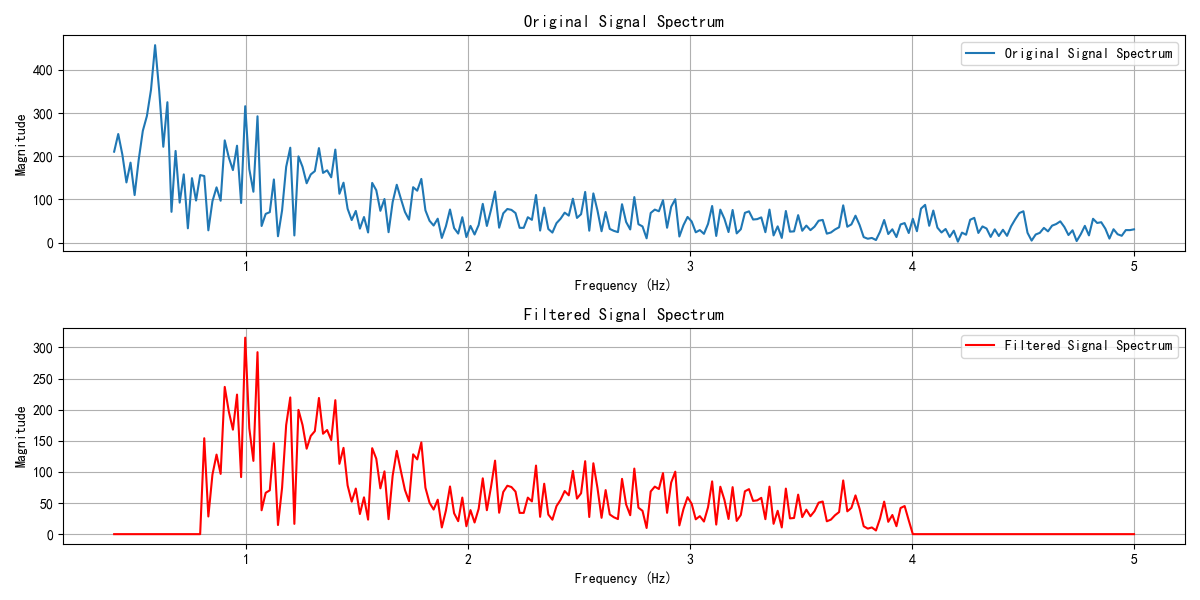 Original Signal Spectrum
Original Signal Spectrum
Magnitude
400
300
200
100
0
1 2 3 4 5
Frequency (Hz)
Filtered Signal Spectrum
Filtered Signal Spectrum
Magnitude
300
250
200
150
100
50
0
1 2 3 4 5
Frequency (Hz)